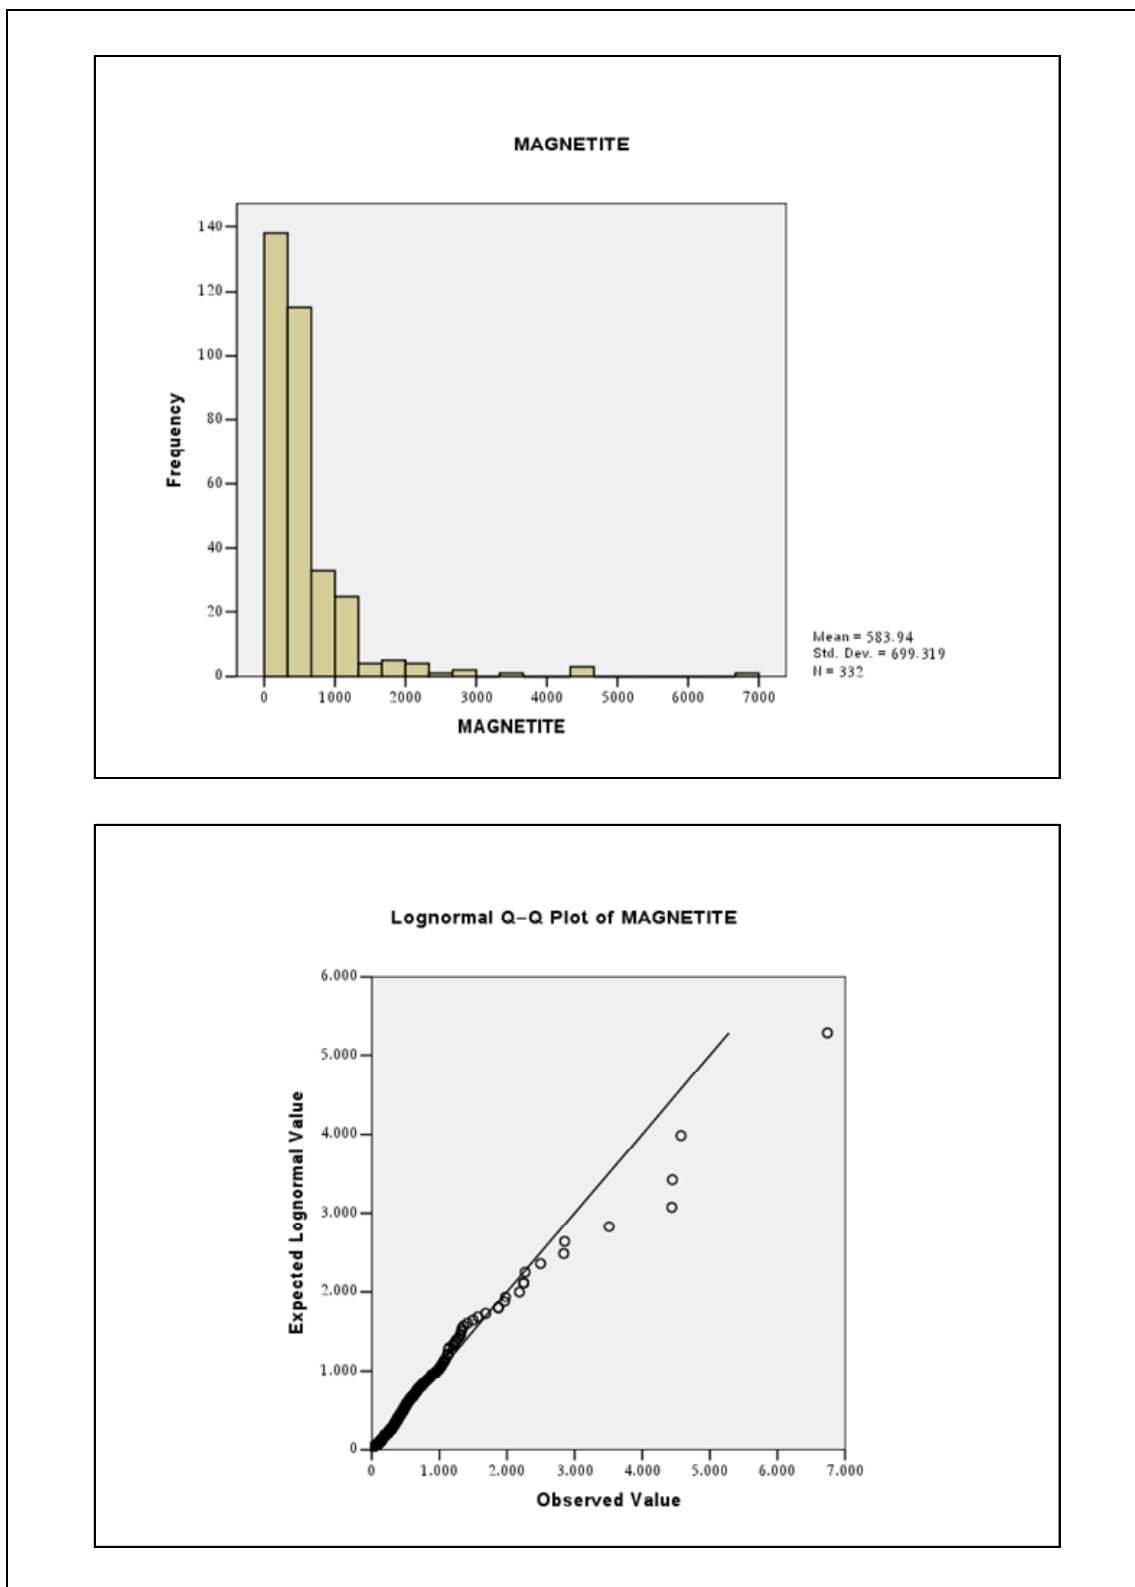 MAGNETITE
140
120
100
80
60
40
20
0
Frequency
0 1000 2000 3000 4000 5000 6000 7000
MAGNETITE
Mean = 583.94
Std. Dev. = 699.319
N = 332
Lognormal Q–Q Plot of MAGNETITE
6.000
5.000
4.000
3.000
2.000
1.000
0
Expected Lognormal Value
0 1.000 2.000 3.000 4.000 5.000 6.000 7.000
Observed Value